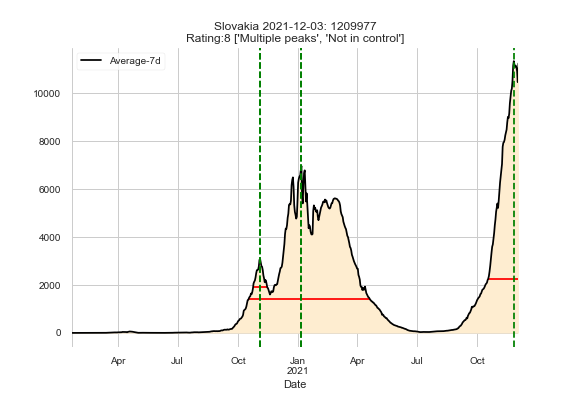 Slovakia 2021-12-03: 1209977
Rating:8 ['Multiple peaks', 'Not in control']
Average-7d
10000
8000
6000
4000
2000
0
Apr Jul Oct Jan Apr Jul Oct
2021
Date